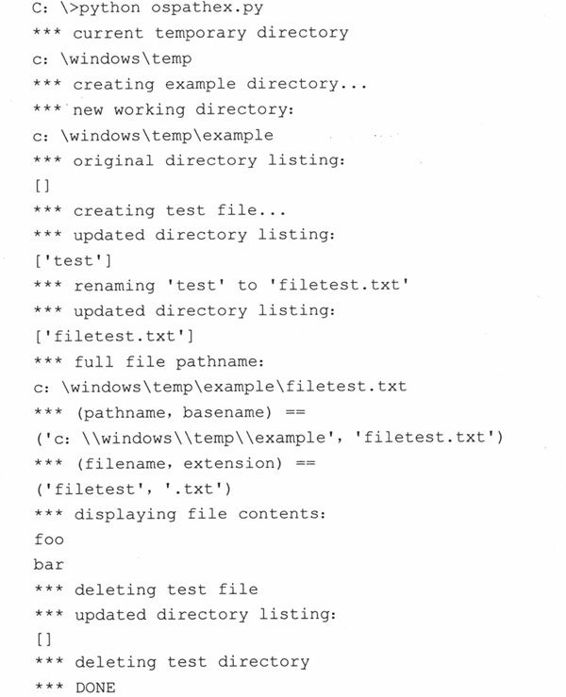 C: \>python ospathex.py
*** current temporary directory
c: \windows\temp
*** creating example directory...
*** new working directory:
c: \windows\temp\example
*** original directory listing:
[]
*** creating test file...
*** updated directory listing:
['test']
*** renaming 'test' to 'filetest.txt'
*** updated directory listing:
['filetest.txt']
*** full file pathname:
c: \windows\temp\example\filetest.txt
*** (pathname, basename) ==
('c: \\windows\\temp\\example', 'filetest.txt')
*** (filename, extension) ==
('filetest', '.txt')
*** displaying file contents:
foo
bar
*** deleting test file
*** updated directory listing:
[]
*** deleting test directory
*** DONE